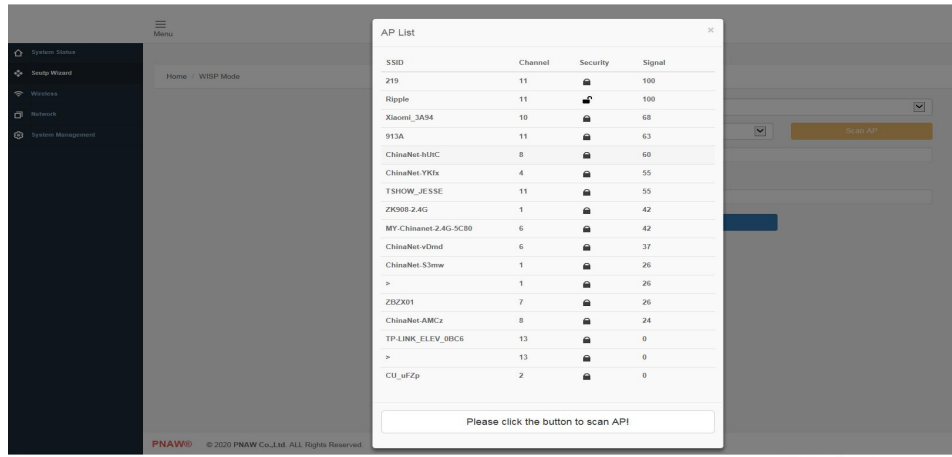 Menu
System Status
Seutp Wizard
Wireless
Network
System Management
Home / WISP Mode
Scan AP
AP List ×
SSID Channel Security Signal
219 11 100
Ripple 11 100
Xiaomi_3A94 10 68
913A 11 63
ChinaNet-hUtC 8 60
ChinaNet-YKfx 4 55
TSHOW_JESSE 11 55
ZK908-2.4G 1 42
MY-Chinanet-2.4G-5C80 6 42
ChinaNet-vDmd 6 37
ChinaNet-S3mw 1 26
> 1 26
ZBZX01 7 26
ChinaNet-AMCz 8 24
TP-LINK_ELEV_0BC6 13 0
> 13 0
CU_uFZp 2 0
Please click the button to scan AP!
PNAW® © 2020 PNAW Co.,Ltd. ALL Rights Reserved.